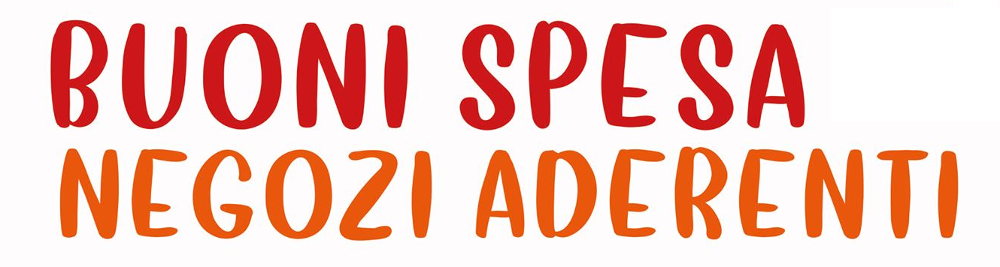 BUONI SPESA
NEGOZI ADERENTI